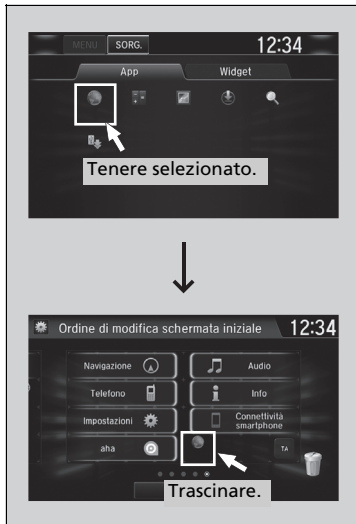 MENU SORG. 12:34
App Widget
Tenere selezionato.
Ordine di modifica schermata iniziale 12:34
Navigazione Audio
Telefono Info
Impostazioni Connettività smartphone
aha TA
Trascinare.